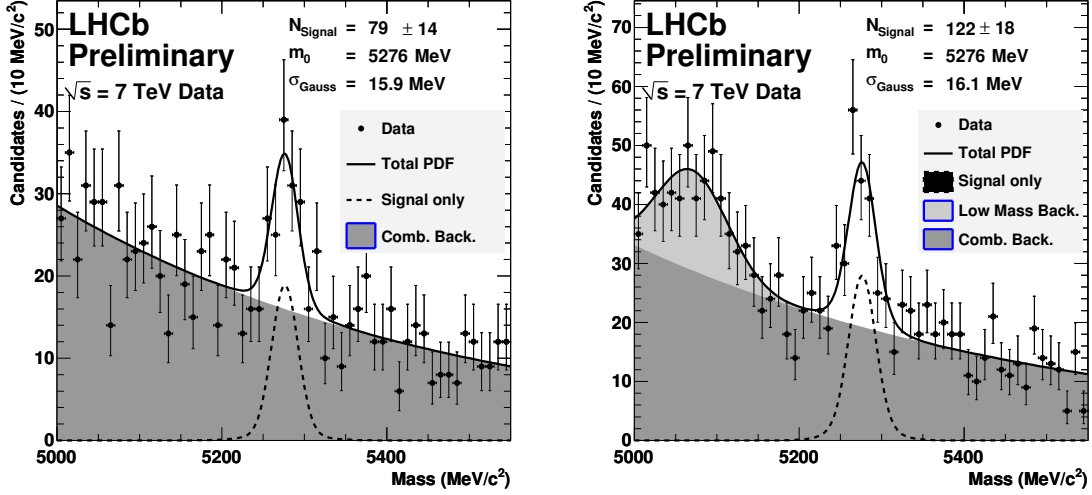 LHCb
Preliminary
√s = 7 TeV Data
N_Signal = 79 ± 14
m_0 = 5276 MeV
σ_Gauss = 15.9 MeV
Data
Total PDF
Signal only
Comb. Back.
Candidates / (10 MeV/c²)
50
40
30
20
10
0
5000
5200
5400
Mass (MeV/c²)
LHCb
Preliminary
√s = 7 TeV Data
N_Signal = 122 ± 18
m_0 = 5276 MeV
σ_Gauss = 16.1 MeV
Data
Total PDF
Signal only
Low Mass Back.
Comb. Back.
Candidates / (10 MeV/c²)
70
60
50
40
30
20
10
0
5000
5200
5400
Mass (MeV/c²)